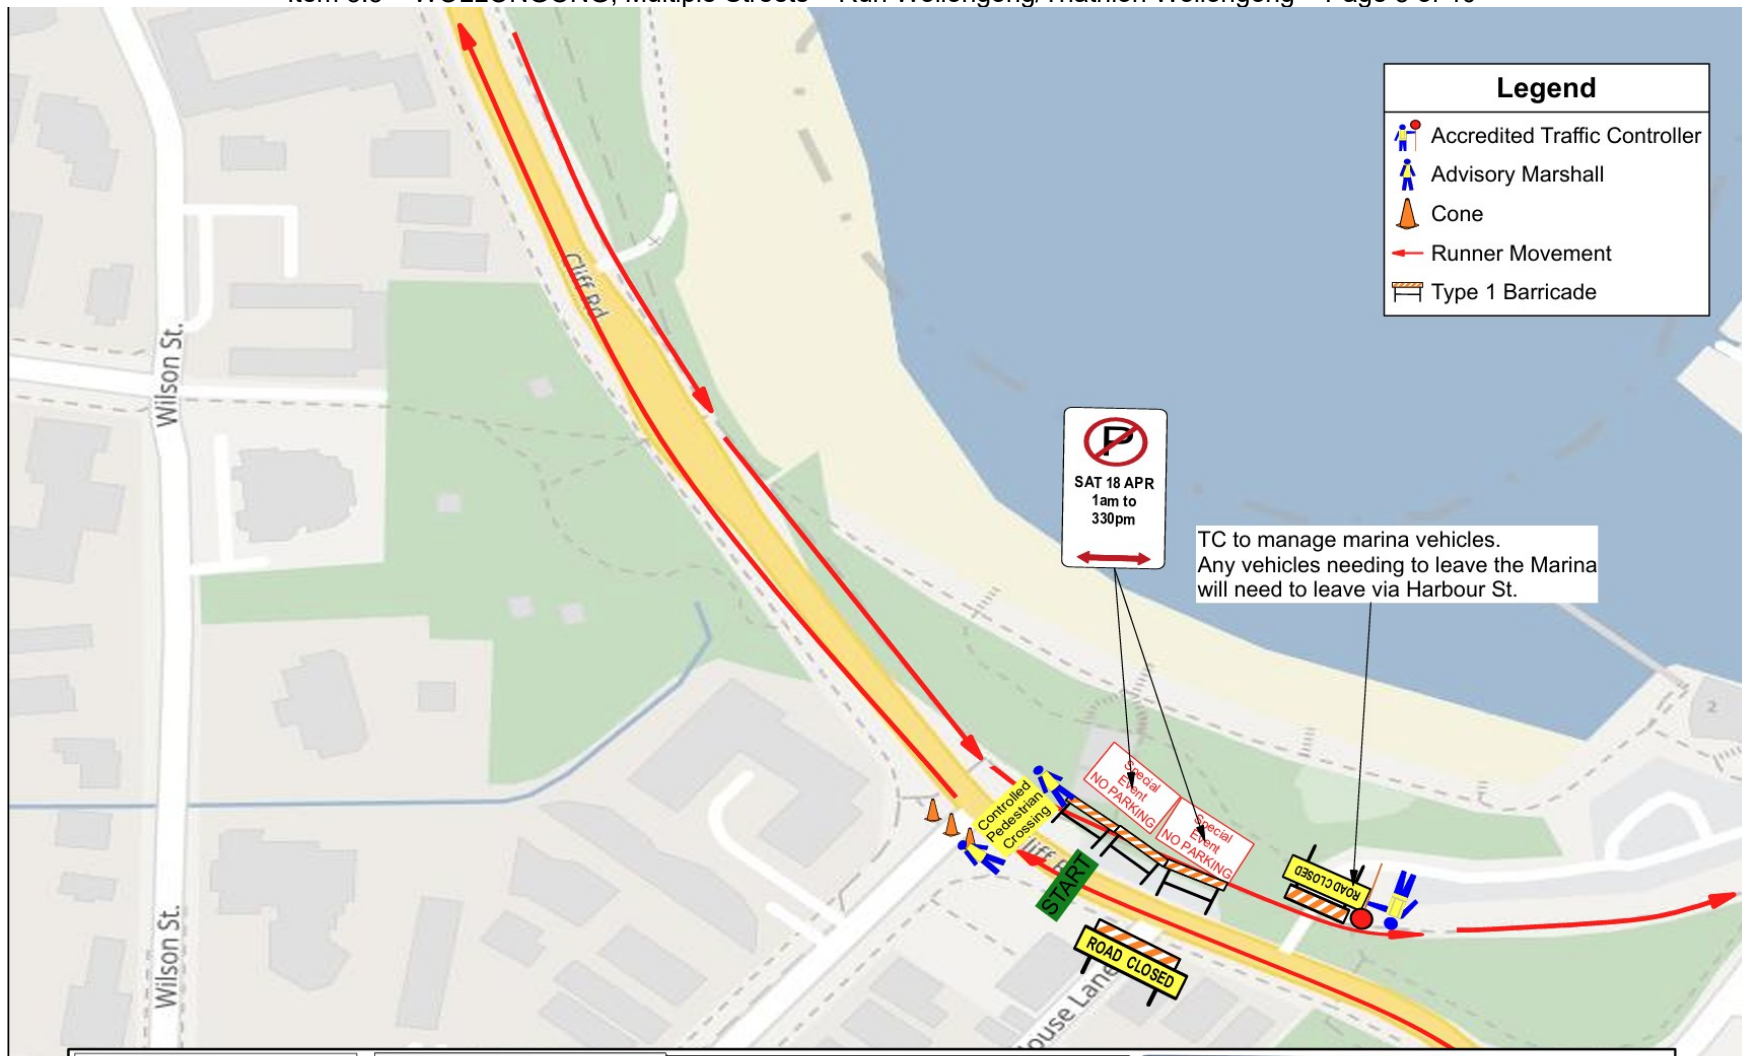 Legend
Accredited Traffic Controller
Advisory Marshall
Cone
Runner Movement
Type 1 Barricade
Cliff Rd
Wilson St.
P
SAT 18 APR
1am to
330pm
TC to manage marina vehicles.
Any vehicles needing to leave the Marina
will need to leave via Harbour St.
2
Special
Event
NO PARKING
Special
Event
NO PARKING
Controlled
Pedestrian
Crossing
START
ROAD CLOSED
ROAD CLOSED
Wilson St.